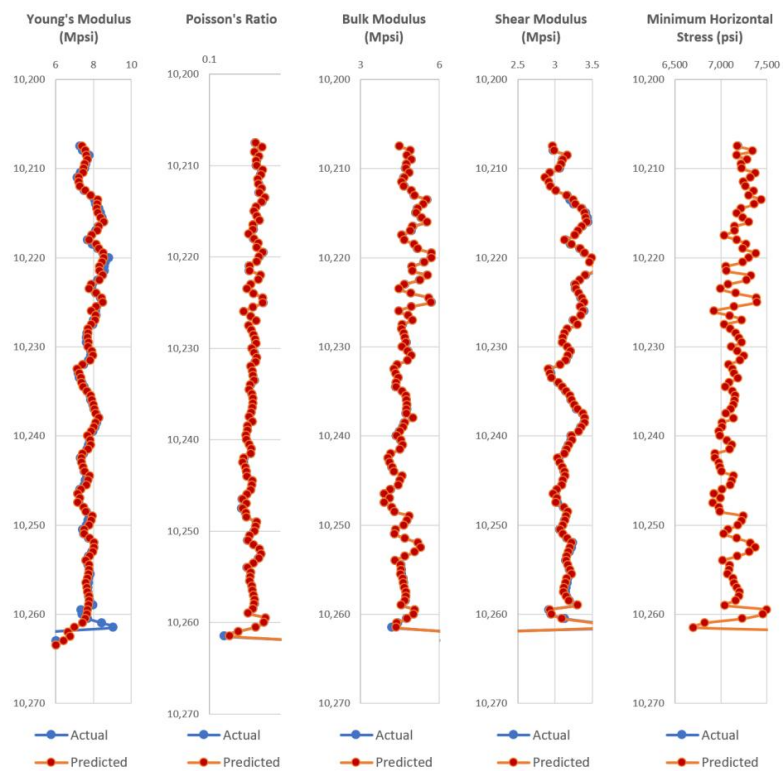 Young's Modulus
(Mpsi)
6 8 10
10,200
10,210
10,220
10,230
10,240
10,250
10,260
10,270
Actual
Predicted
Poisson's Ratio
0.1
10,200
10,210
10,220
10,230
10,240
10,250
10,260
10,270
Actual
Predicted
Bulk Modulus
(Mpsi)
3 6
10,200
10,210
10,220
10,230
10,240
10,250
10,260
10,270
Actual
Predicted
Shear Modulus
(Mpsi)
2.5 3 3.5
10,200
10,210
10,220
10,230
10,240
10,250
10,260
10,270
Actual
Predicted
Minimum Horizontal
Stress (psi)
6,500 7,000 7,500
10,200
10,210
10,220
10,230
10,240
10,250
10,260
10,270
Actual
Predicted